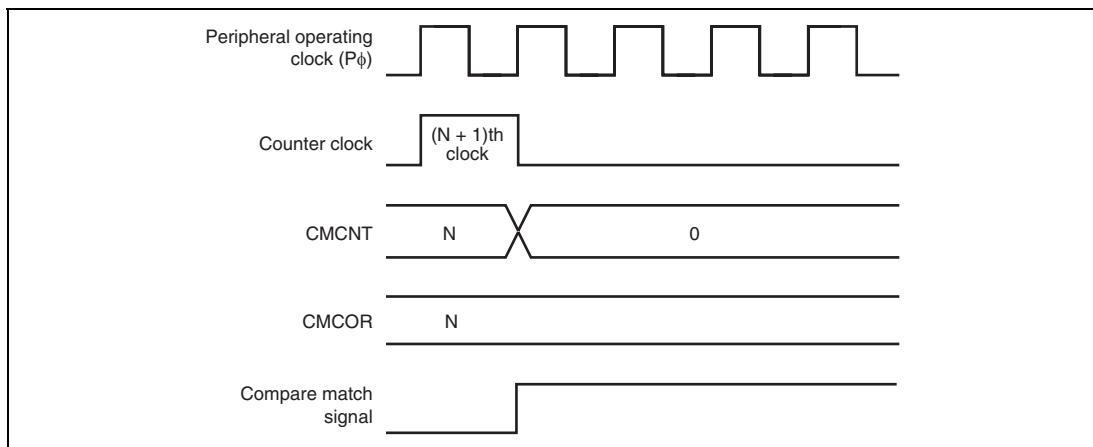 Peripheral operating
clock (Pϕ)
Counter clock
(N + 1)th
clock
CMCNT
N
0
CMCOR
N
Compare match
signal